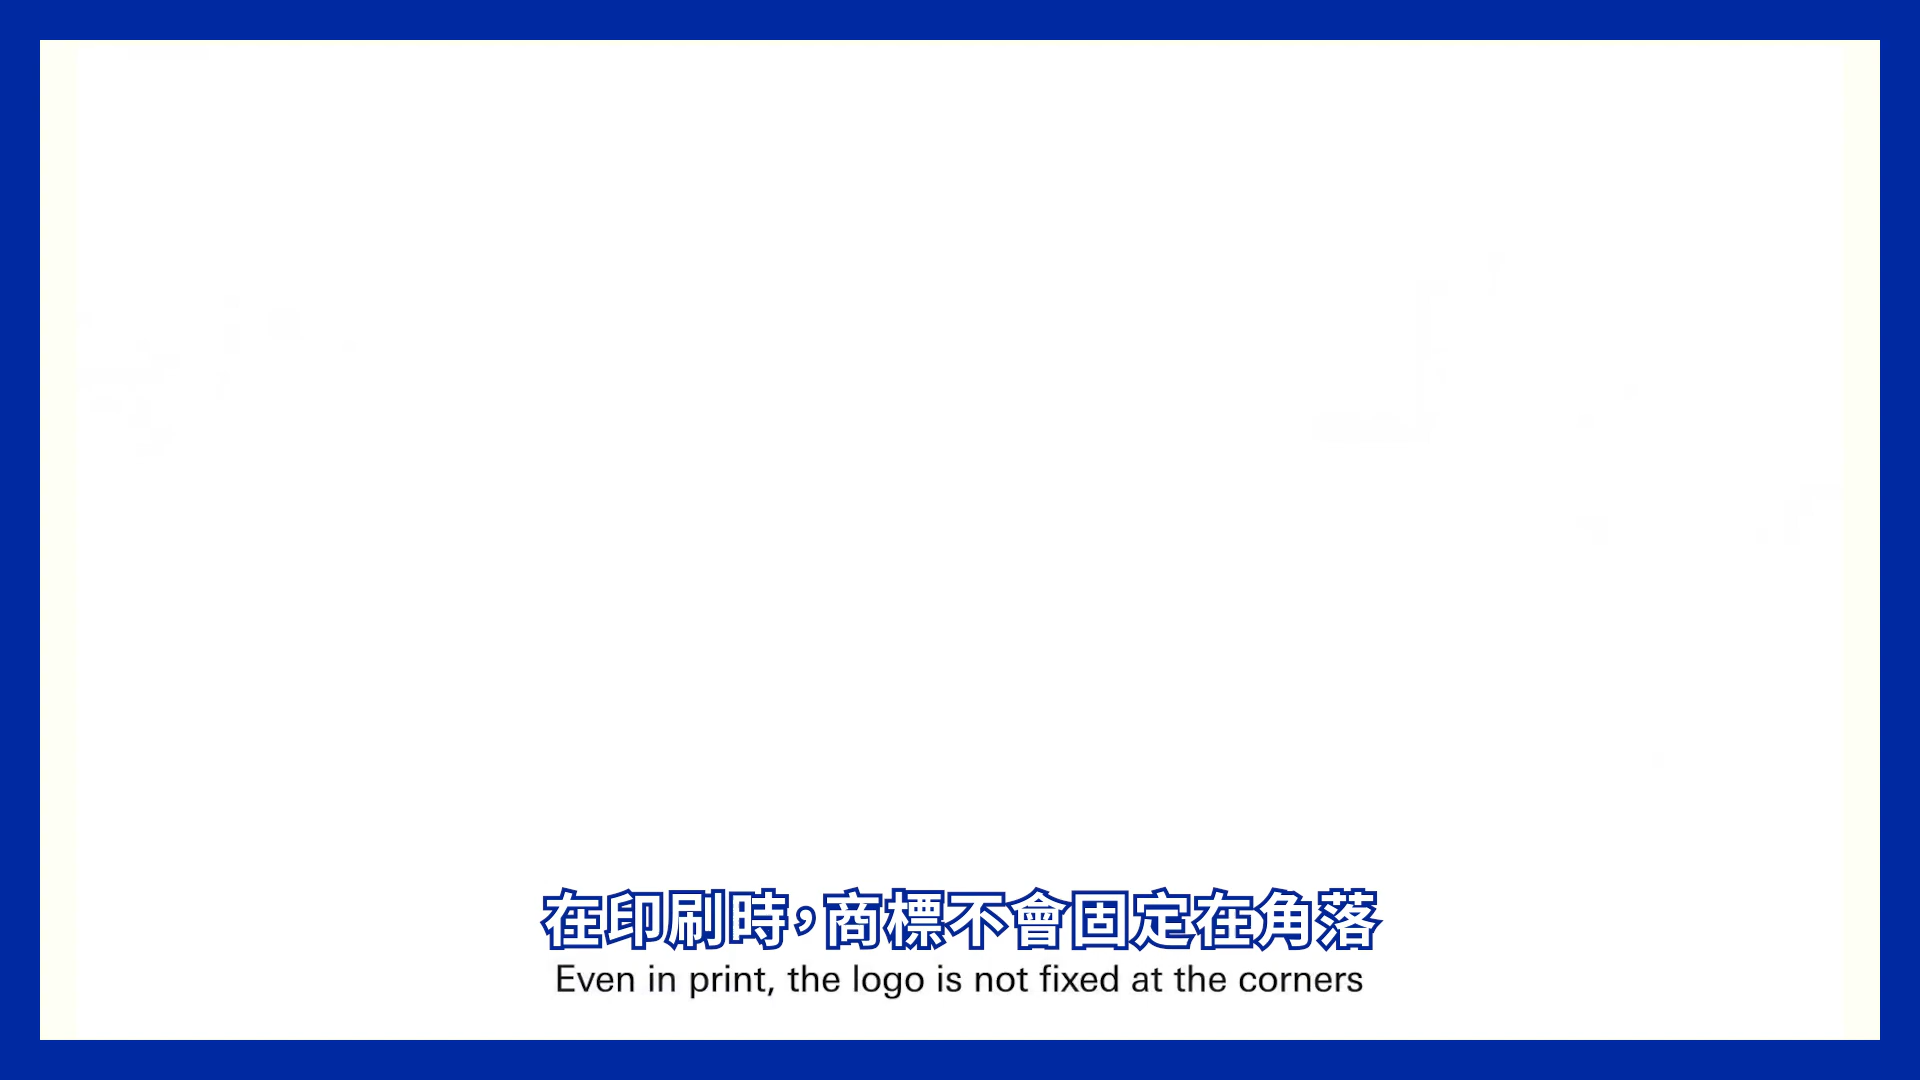 在印刷時，商標不會固定在角落
Even in print, the logo is not fixed at the corners